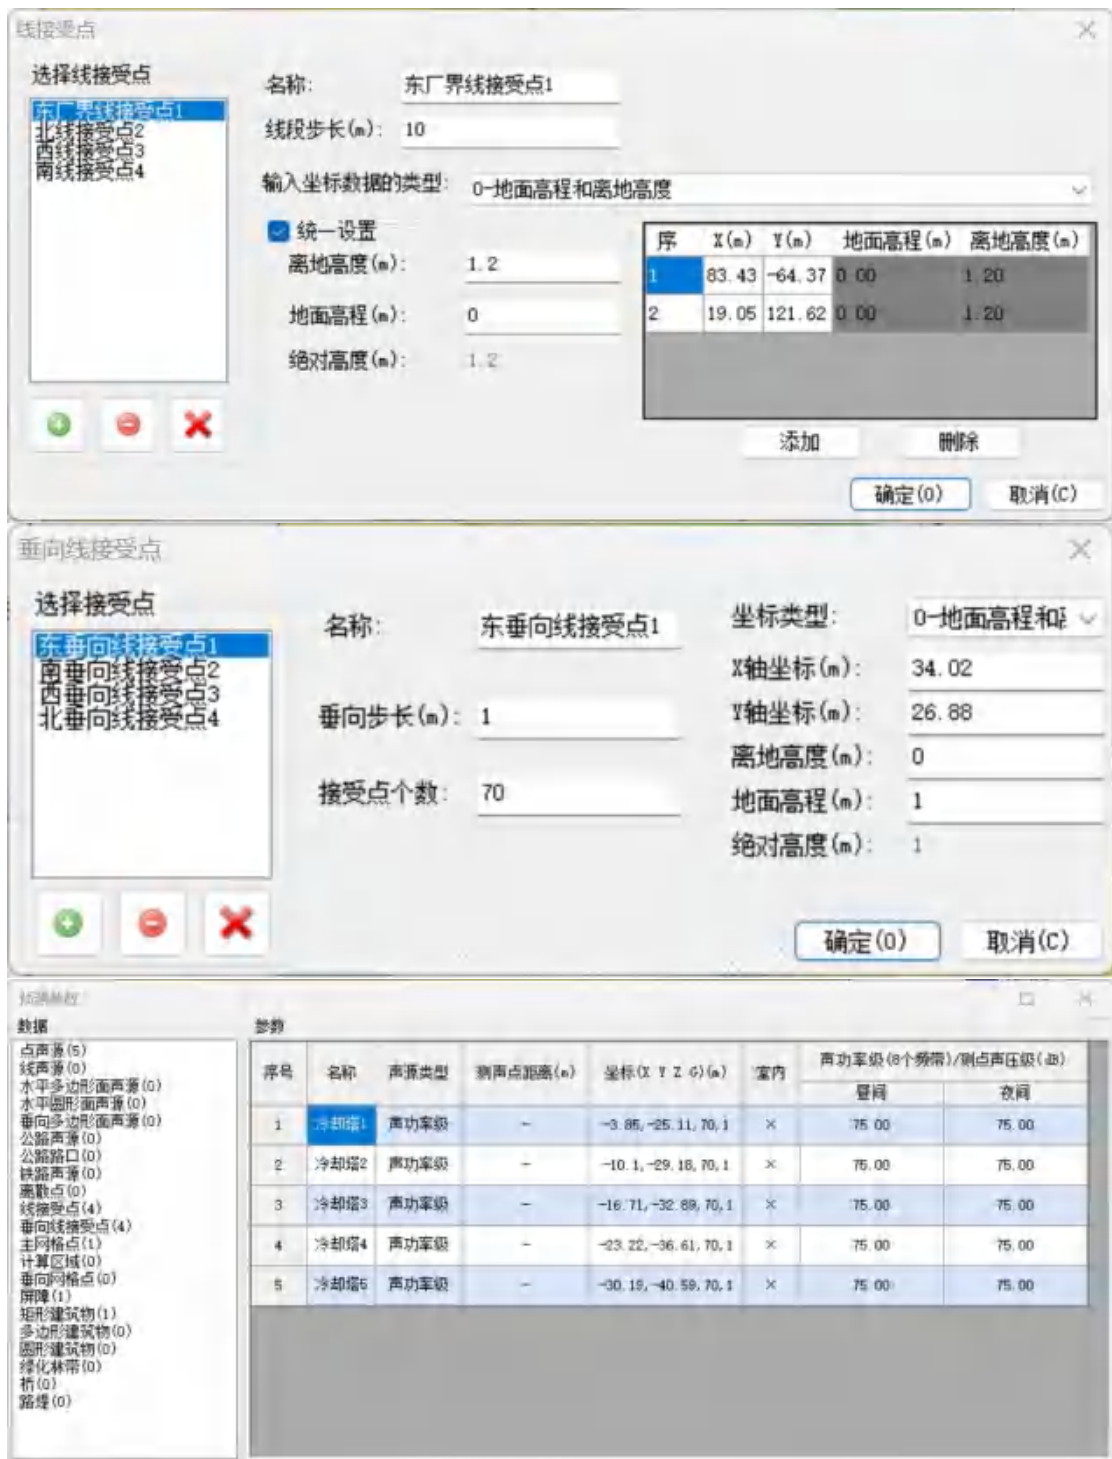 线接受点
选择线接受点
东厂界线接受点1
北线接受点2
西线接受点3
南线接受点4
名称: 东厂界线接受点1
线段步长(m): 10
输入坐标数据的类型: 0-地面高程和离地高度
统一设置
离地高度(m): 1.2
地面高程(m): 0
绝对高度(m): 1.2
序 X(m) Y(m) 地面高程(m) 离地高度(m)
1 83.43 -64.37 0.00 1.20
2 19.05 121.62 0.00 1.20
添加 删除
确定(O) 取消(C)
垂向线接受点
选择接受点
东垂向线接受点1
南垂向线接受点2
西垂向线接受点3
北垂向线接受点4
名称: 东垂向线接受点1
垂向步长(m): 1
接受点个数: 70
坐标类型: 0-地面高程和
X轴坐标(m): 34.02
Y轴坐标(m): 26.88
离地高度(m): 0
地面高程(m): 1
绝对高度(m): 1
确定(O) 取消(C)
数据
点声源(5)
线声源(0)
水平多边形面声源(0)
水平圆形面声源(0)
垂向多边形面声源(0)
公路声源(0)
公路路口(0)
铁路声源(0)
离散点(0)
线接受点(4)
垂向线接受点(4)
主网格点(1)
计算区域(0)
垂向网格点(0)
屏障(1)
矩形建筑物(1)
多边形建筑物(0)
圆形建筑物(0)
绿化林带(0)
桥(0)
路堤(0)
参数
序号 名称 声源类型 测声点距离(m) 坐标(X Y Z G)(m) 室内 声功率级(8个频带)/测点声压级(dB)
昼间 夜间
1 冷却塔1 声功率级 - -3.85,-25.11,70,1 × 75.00 75.00
2 冷却塔2 声功率级 - -10.1,-29.18,70,1 × 75.00 75.00
3 冷却塔3 声功率级 - -16.71,-32.89,70,1 × 75.00 75.00
4 冷却塔4 声功率级 - -23.22,-36.61,70,1 × 75.00 75.00
5 冷却塔5 声功率级 - -30.19,-40.59,70,1 × 75.00 75.00